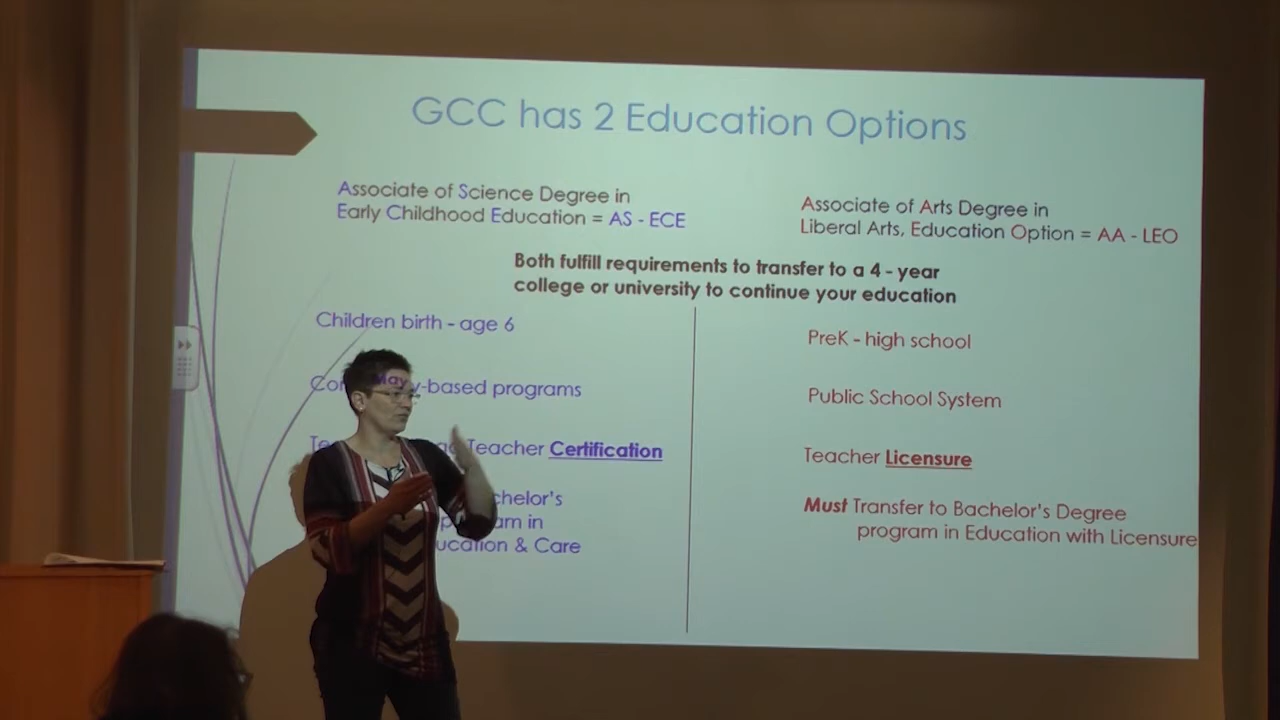 GCC has 2 Education Options
Associate of Science Degree in
Early Childhood Education = AS - ECE
Associate of Arts Degree in
Liberal Arts, Education Option = AA - LEO
Both fulfill requirements to transfer to a 4 - year
college or university to continue your education
Children birth - age 6
-based programs
Teacher Certification
May
in
& Care
PreK - high school
Public School System
Teacher Licensure
Must Transfer to Bachelor's Degree
program in Education with Licensure